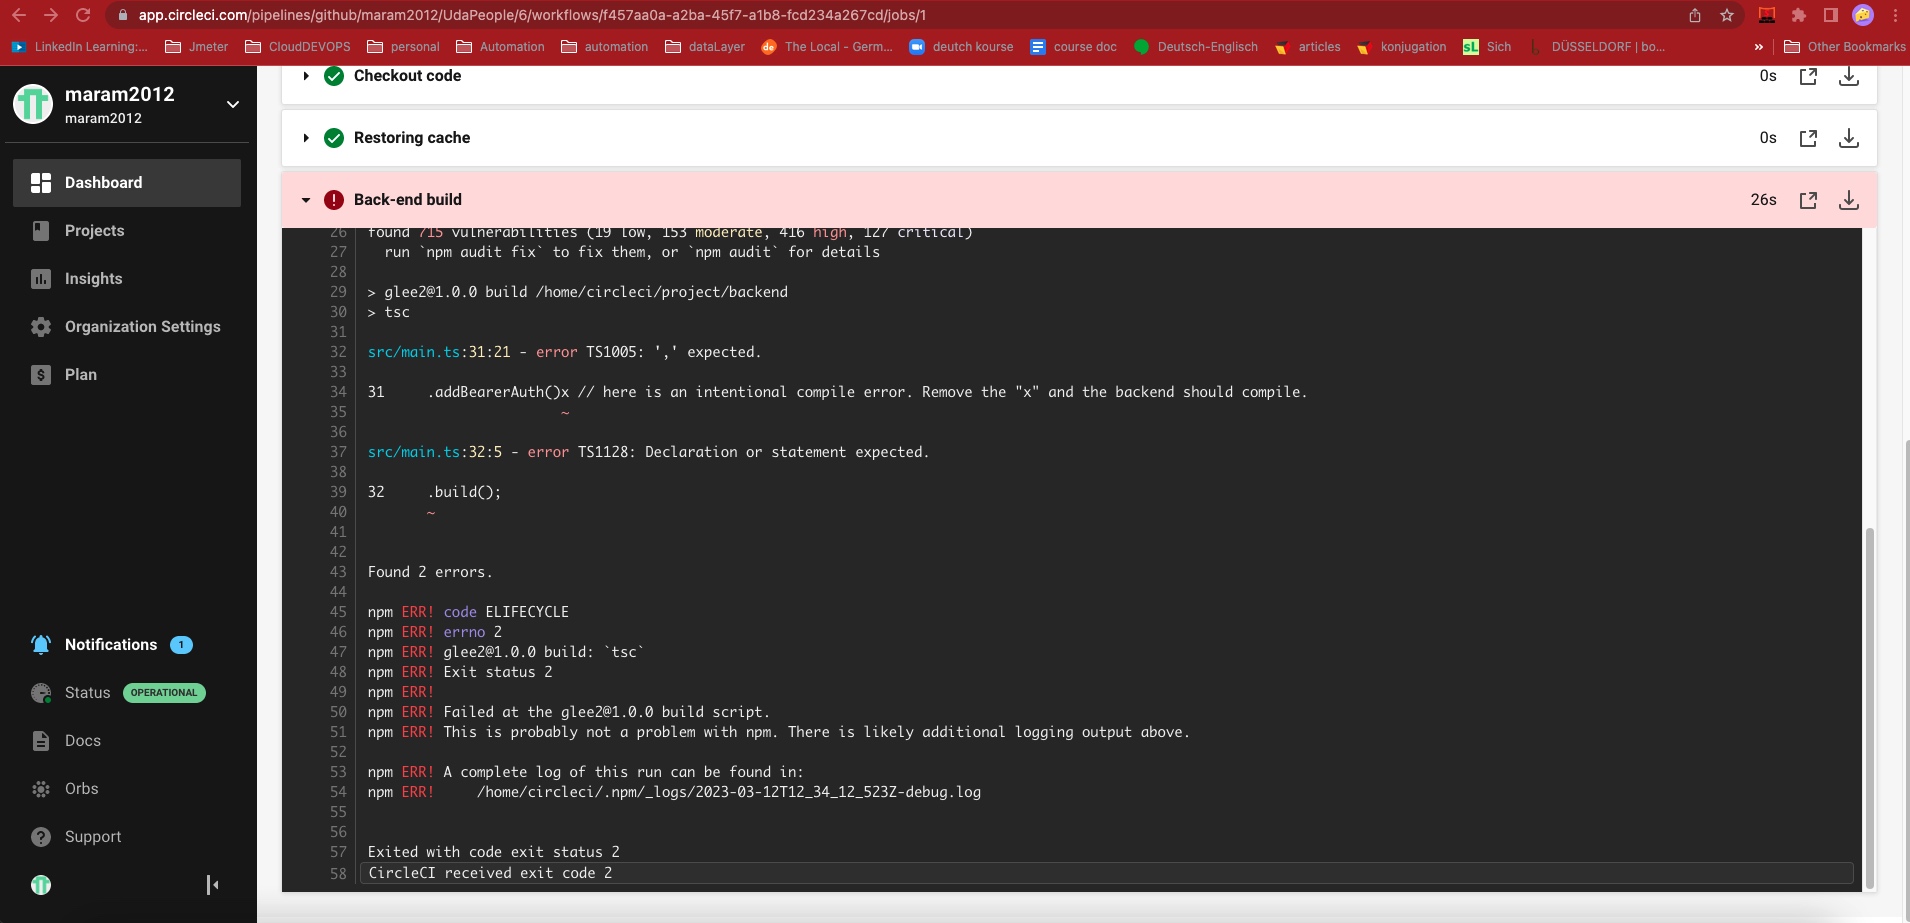 app.circleci.com/pipelines/github/maram2012/UdaPeople/6/workflows/f457aa0a-a2ba-45f7-a1b8-fcd234a267cd/jobs/1
LinkedIn Learning:... Jmeter CloudDEVOPS personal Automation automation dataLayer The Local - Germ... deutch kourse course doc Deutsch-Englisch articles konjugation sL Sich DÜSSELDORF | bo... » Other Bookmarks
maram2012
maram2012
Dashboard
Projects
Insights
Organization Settings
Plan
Notifications 1
Status OPERATIONAL
Docs
Orbs
Support
Checkout code 0s
Restoring cache 0s
Back-end build 26s
26 found 715 vulnerabilities (19 low, 153 moderate, 416 high, 127 critical)
27 run `npm audit fix` to fix them, or `npm audit` for details
28
29 > glee2@1.0.0 build /home/circleci/project/backend
30 > tsc
31
32 src/main.ts:31:21 - error TS1005: ',' expected.
33
34 31 .addBearerAuth()x // here is an intentional compile error. Remove the "x" and the backend should compile.
35 ~
36
37 src/main.ts:32:5 - error TS1128: Declaration or statement expected.
38
39 32 .build();
40 ~
41
42
43 Found 2 errors.
44
45 npm ERR! code ELIFECYCLE
46 npm ERR! errno 2
47 npm ERR! glee2@1.0.0 build: `tsc`
48 npm ERR! Exit status 2
49 npm ERR!
50 npm ERR! Failed at the glee2@1.0.0 build script.
51 npm ERR! This is probably not a problem with npm. There is likely additional logging output above.
52
53 npm ERR! A complete log of this run can be found in:
54 npm ERR! /home/circleci/.npm/_logs/2023-03-12T12_34_12_523Z-debug.log
55
56
57 Exited with code exit status 2
58 CircleCI received exit code 2